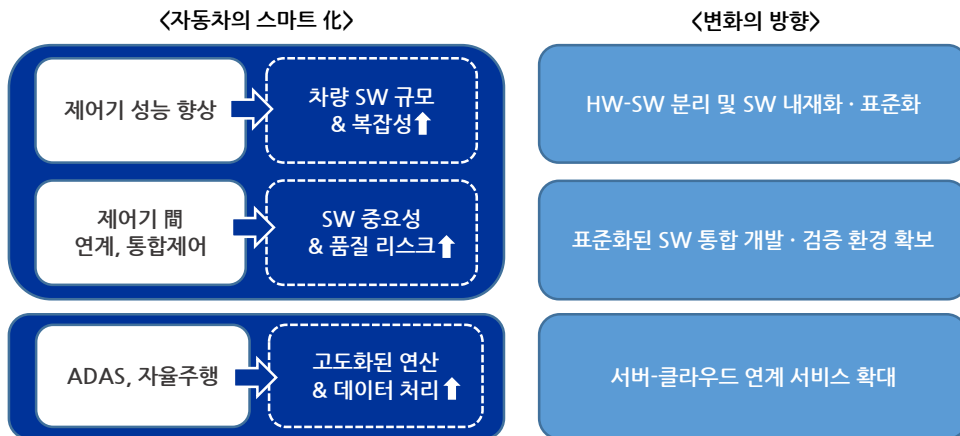 <자동차의 스마트 化>
제어기 성능 향상
차량 SW 규모
& 복잡성⬆
제어기 間
연계, 통합제어
SW 중요성
& 품질 리스크⬆
ADAS, 자율주행
고도화된 연산
& 데이터 처리⬆
<변화의 방향>
HW-SW 분리 및 SW 내재화 · 표준화
표준화된 SW 통합 개발 · 검증 환경 확보
서버-클라우드 연계 서비스 확대